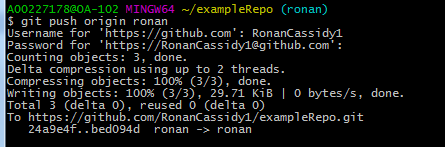 A00227178@OA-102 MINGW64 ~/exampleRepo (ronan)
$ git push origin ronan
Username for 'https://github.com': RonanCassidy1
Password for 'https://RonanCassidy1@github.com':
Counting objects: 3, done.
Delta compression using up to 2 threads.
Compressing objects: 100% (3/3), done.
Writing objects: 100% (3/3), 29.71 KiB | 0 bytes/s, done.
Total 3 (delta 0), reused 0 (delta 0)
To https://github.com/RonanCassidy1/exampleRepo.git
   24a9e4f..bed094d  ronan -> ronan